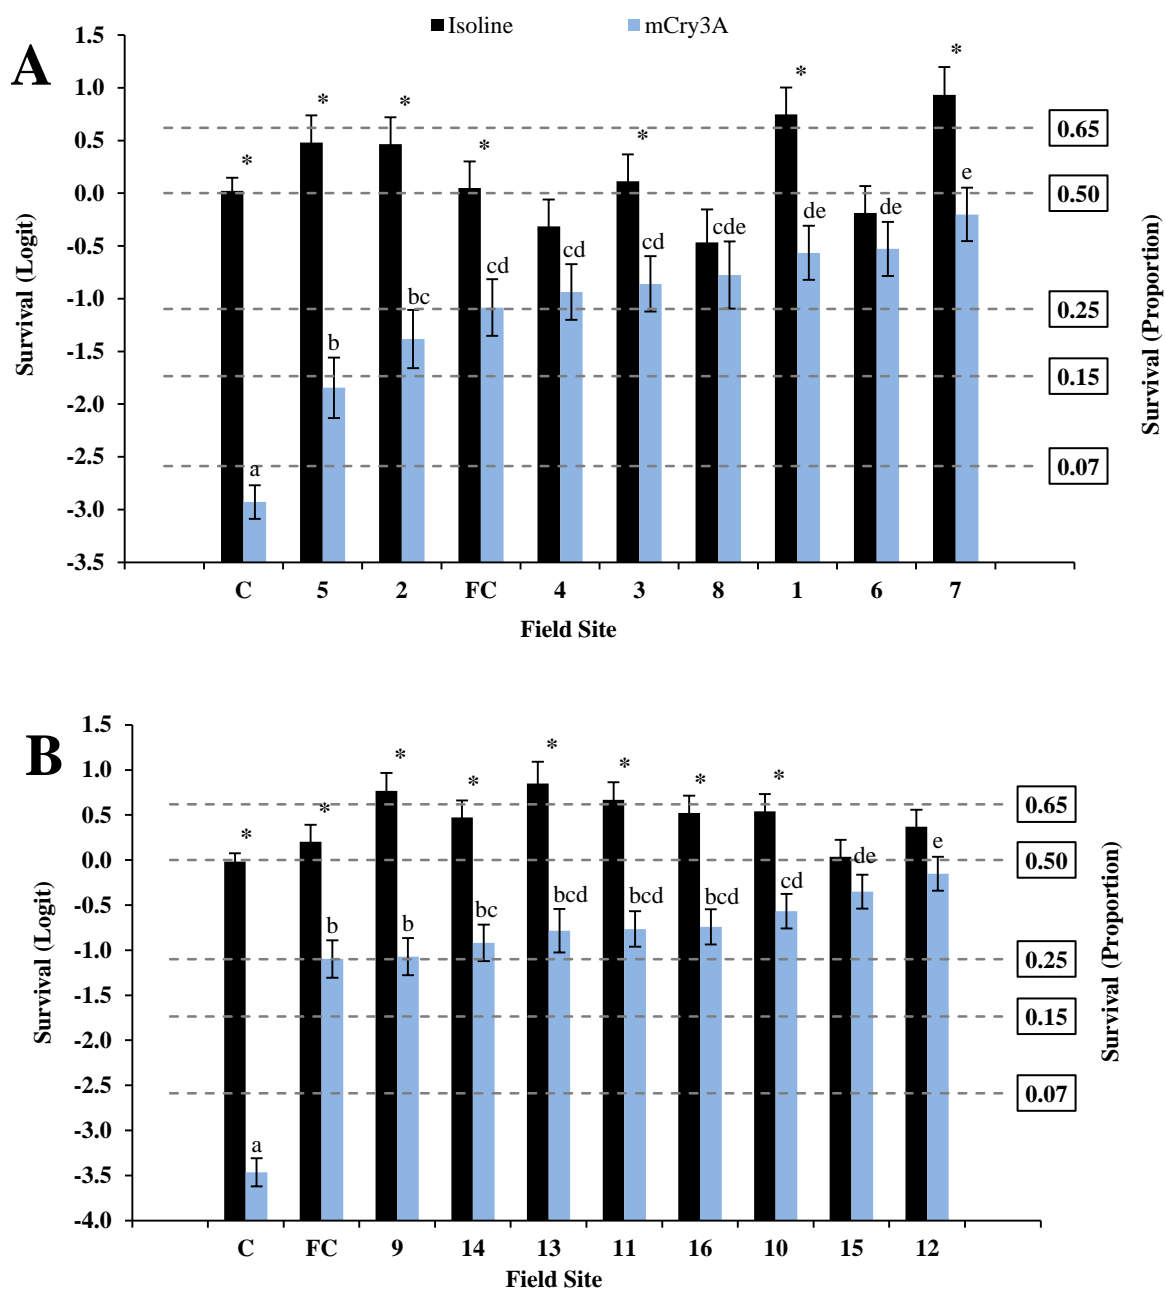 Isoline mCry3A
A
1.5
1.0
0.5
0.0
-0.5
-1.0
-1.5
-2.0
-2.5
-3.0
-3.5
Survival (Logit)
* * * * * * *
a b bc cd cd cd cde de de e
0.65
0.50
0.25
0.15
0.07
Survival (Proportion)
C 5 2 FC 4 3 8 1 6 7
Field Site
B
1.5
1.0
0.5
0.0
-0.5
-1.0
-1.5
-2.0
-2.5
-3.0
-3.5
-4.0
Survival (Logit)
* * * * * * * *
a b b bc bcd bcd bcd cd de e
0.65
0.50
0.25
0.15
0.07
Survival (Proportion)
C FC 9 14 13 11 16 10 15 12
Field Site